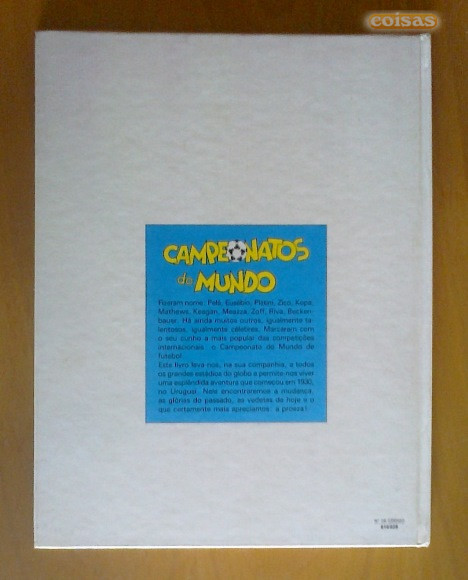 coisas
CAMPEONATOS
do MUNDO
Fizeram nome: Pelé, Eusébio, Platini, Zico, Kopa,
Matthews, Keegan, Meazza, Zoff, Riva, Becken-
bauer. Há ainda muitos outros, igualmente ta-
lentosos, igualmente célebres. Marcaram com
o seu cunho a mais popular das competições
internacionais: o Campeonato do Mundo de
futebol.
Este livro leva-nos, na sua companhia, a todos
os grandes estádios do globo e permite-nos viver
uma esplêndida aventura que começou em 1930,
no Uruguai. Nele encontraremos a mudança,
as glórias do passado, as vedetas de hoje e o
que certamente mais apreciamos: a proeza!